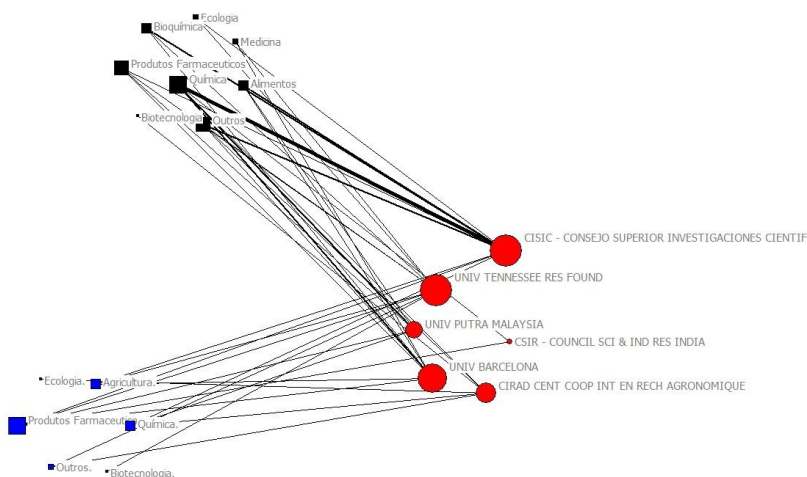 Ecologia
Bioquímica
Medicina
Produtos Farmaceuticos
Química
Alimentos
Biotecnologia
Outros
CISIC - CONSEJO SUPERIOR INVESTIGACIONES CIENTIF
UNIV TENNESSEE RES FOUND
UNIV PUTRA MALAYSIA
CSIR - COUNCIL SCI & IND RES INDIA
UNIV BARCELONA
CIRAD CENT COOP INT EN RECH AGRONOMIQUE
Ecologia.
Agricultura.
Produtos Farmaceutico
Química.
Outros.
Biotecnologia.